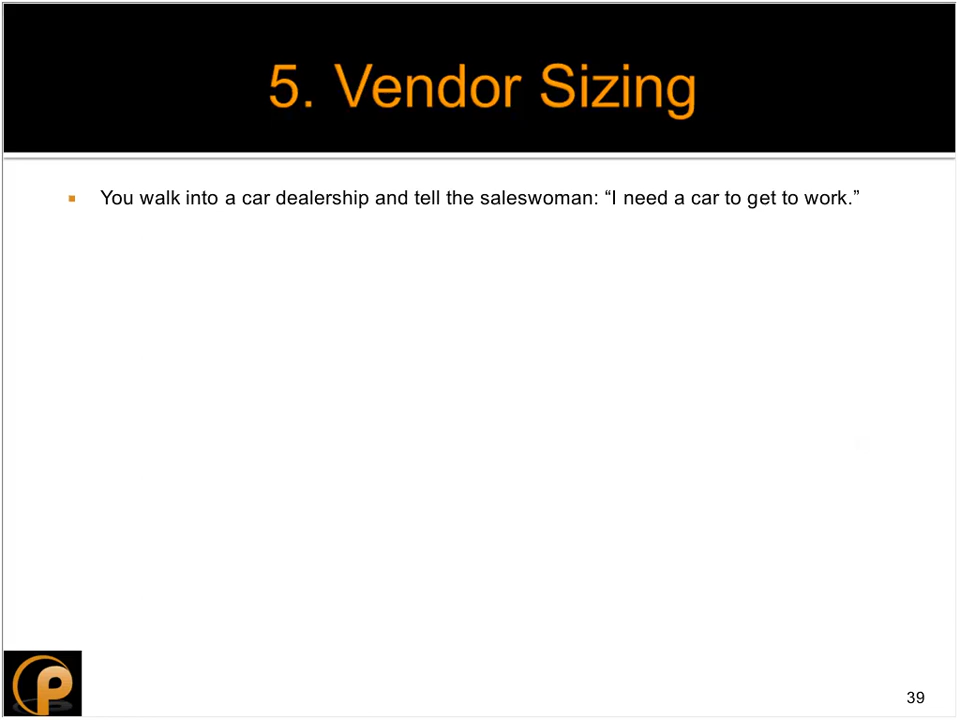 5. Vendor Sizing
You walk into a car dealership and tell the saleswoman: “I need a car to get to work.”
P
39